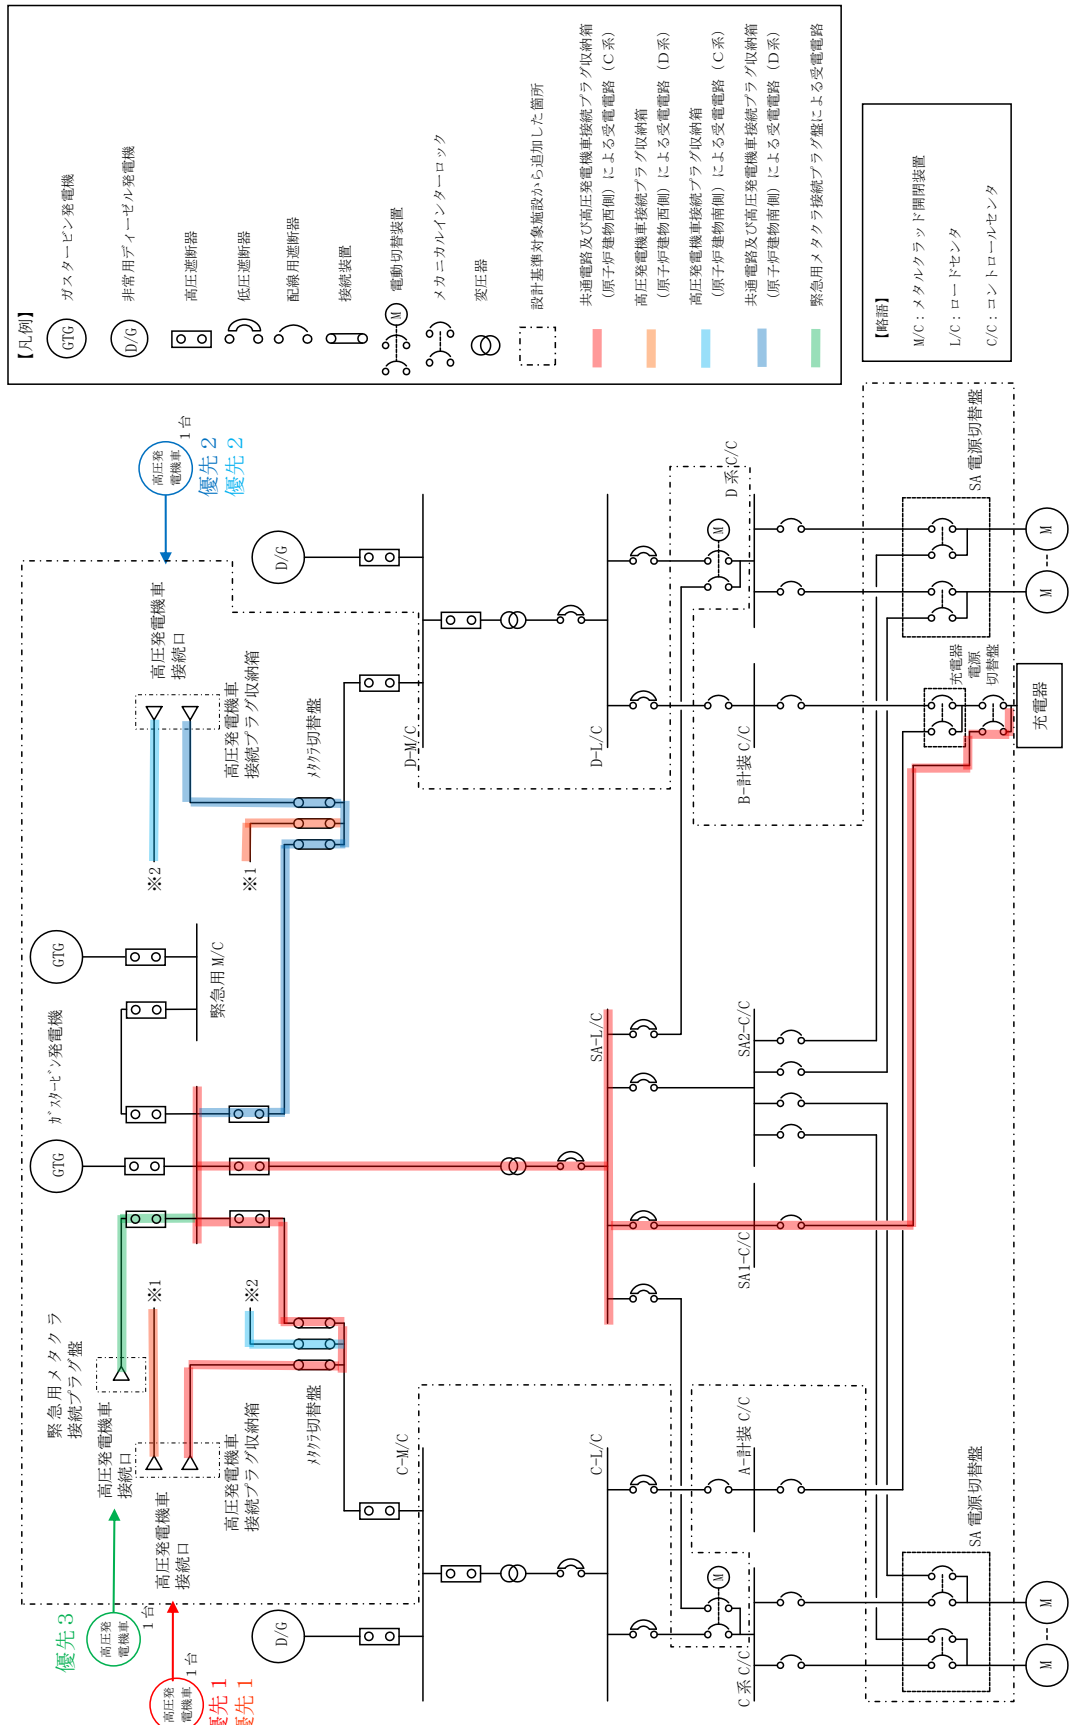 【凡例】
GTG
ガスタービン発電機
D/G
非常用ディーゼル発電機
高圧遮断器
低圧遮断器
配線用遮断器
接続装置
M
電動切替装置
メカニカルインターロック
変圧器
設計基準対象施設から追加した箇所
共通電路及び高圧発電機車接続プラグ収納箱
(原子炉建物西側)による受電電路(C系)
高圧発電機車接続プラグ収納箱
(原子炉建物西側)による受電電路(D系)
高圧発電機車接続プラグ収納箱
(原子炉建物南側)による受電電路(C系)
共通電路及び高圧発電機車接続プラグ収納箱
(原子炉建物南側)による受電電路(D系)
緊急用メタクラ接続プラグ盤による受電電路
【略語】
M/C:メタルクラッド開閉装置
L/C:ロードセンタ
C/C:コントロールセンタ
優先3
高圧発
電機車
1台
高圧発
電機車
1台
優先1
優先1
緊急用メタクラ
接続プラグ盤
高圧発電機車
接続口
高圧発電機車
接続口
※1
高圧発電機車
接続プラグ収納箱
※2
メタクラ切替盤
GTG
ガスタービン発電機
GTG
緊急用M/C
※2
※1
高圧発電機車
接続口
高圧発電機車
接続プラグ収納箱
メタクラ切替盤
高圧発
電機車
1台
優先2
優先2
D/G
C-M/C
D/G
D-M/C
C-L/C
SA-L/C
D-L/C
M
C系C/C
A-計装C/C
SA1-C/C
SA2-C/C
B-計装C/C
M
D系C/C
SA電源切替盤
充電器
電源
切替盤
SA電源切替盤
M
M
充電器
M
M